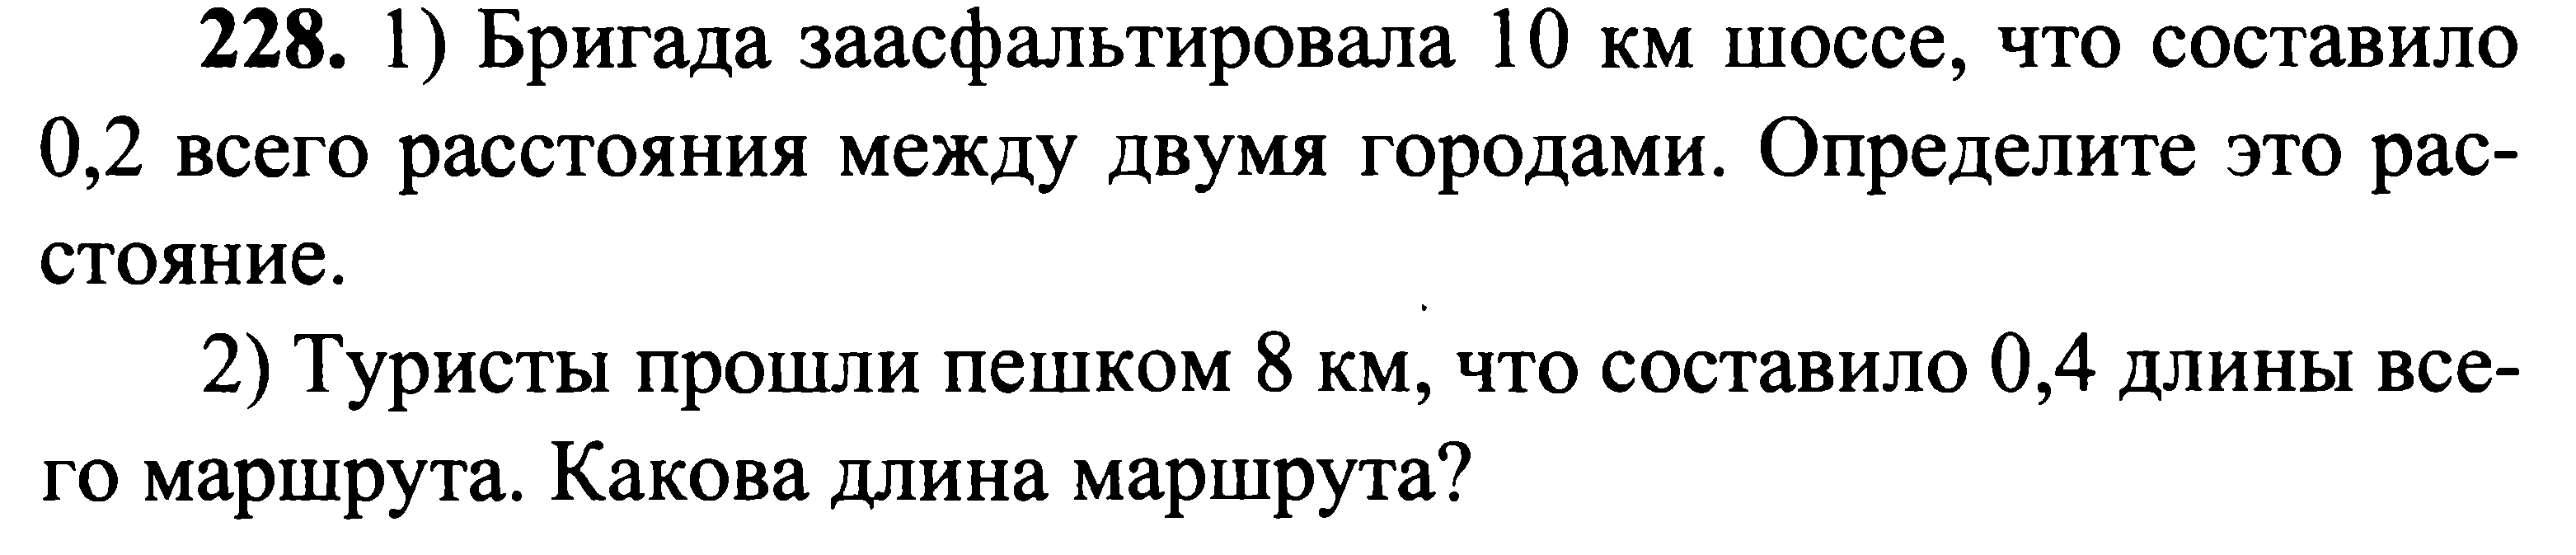 228. 1) Бригада заасфальтировала 10 км шоссе, что составило
0,2 всего расстояния между двумя городами. Определите это рас-
стояние.
2) Туристы прошли пешком 8 км, что составило 0,4 длины все-
го маршрута. Какова длина маршрута?